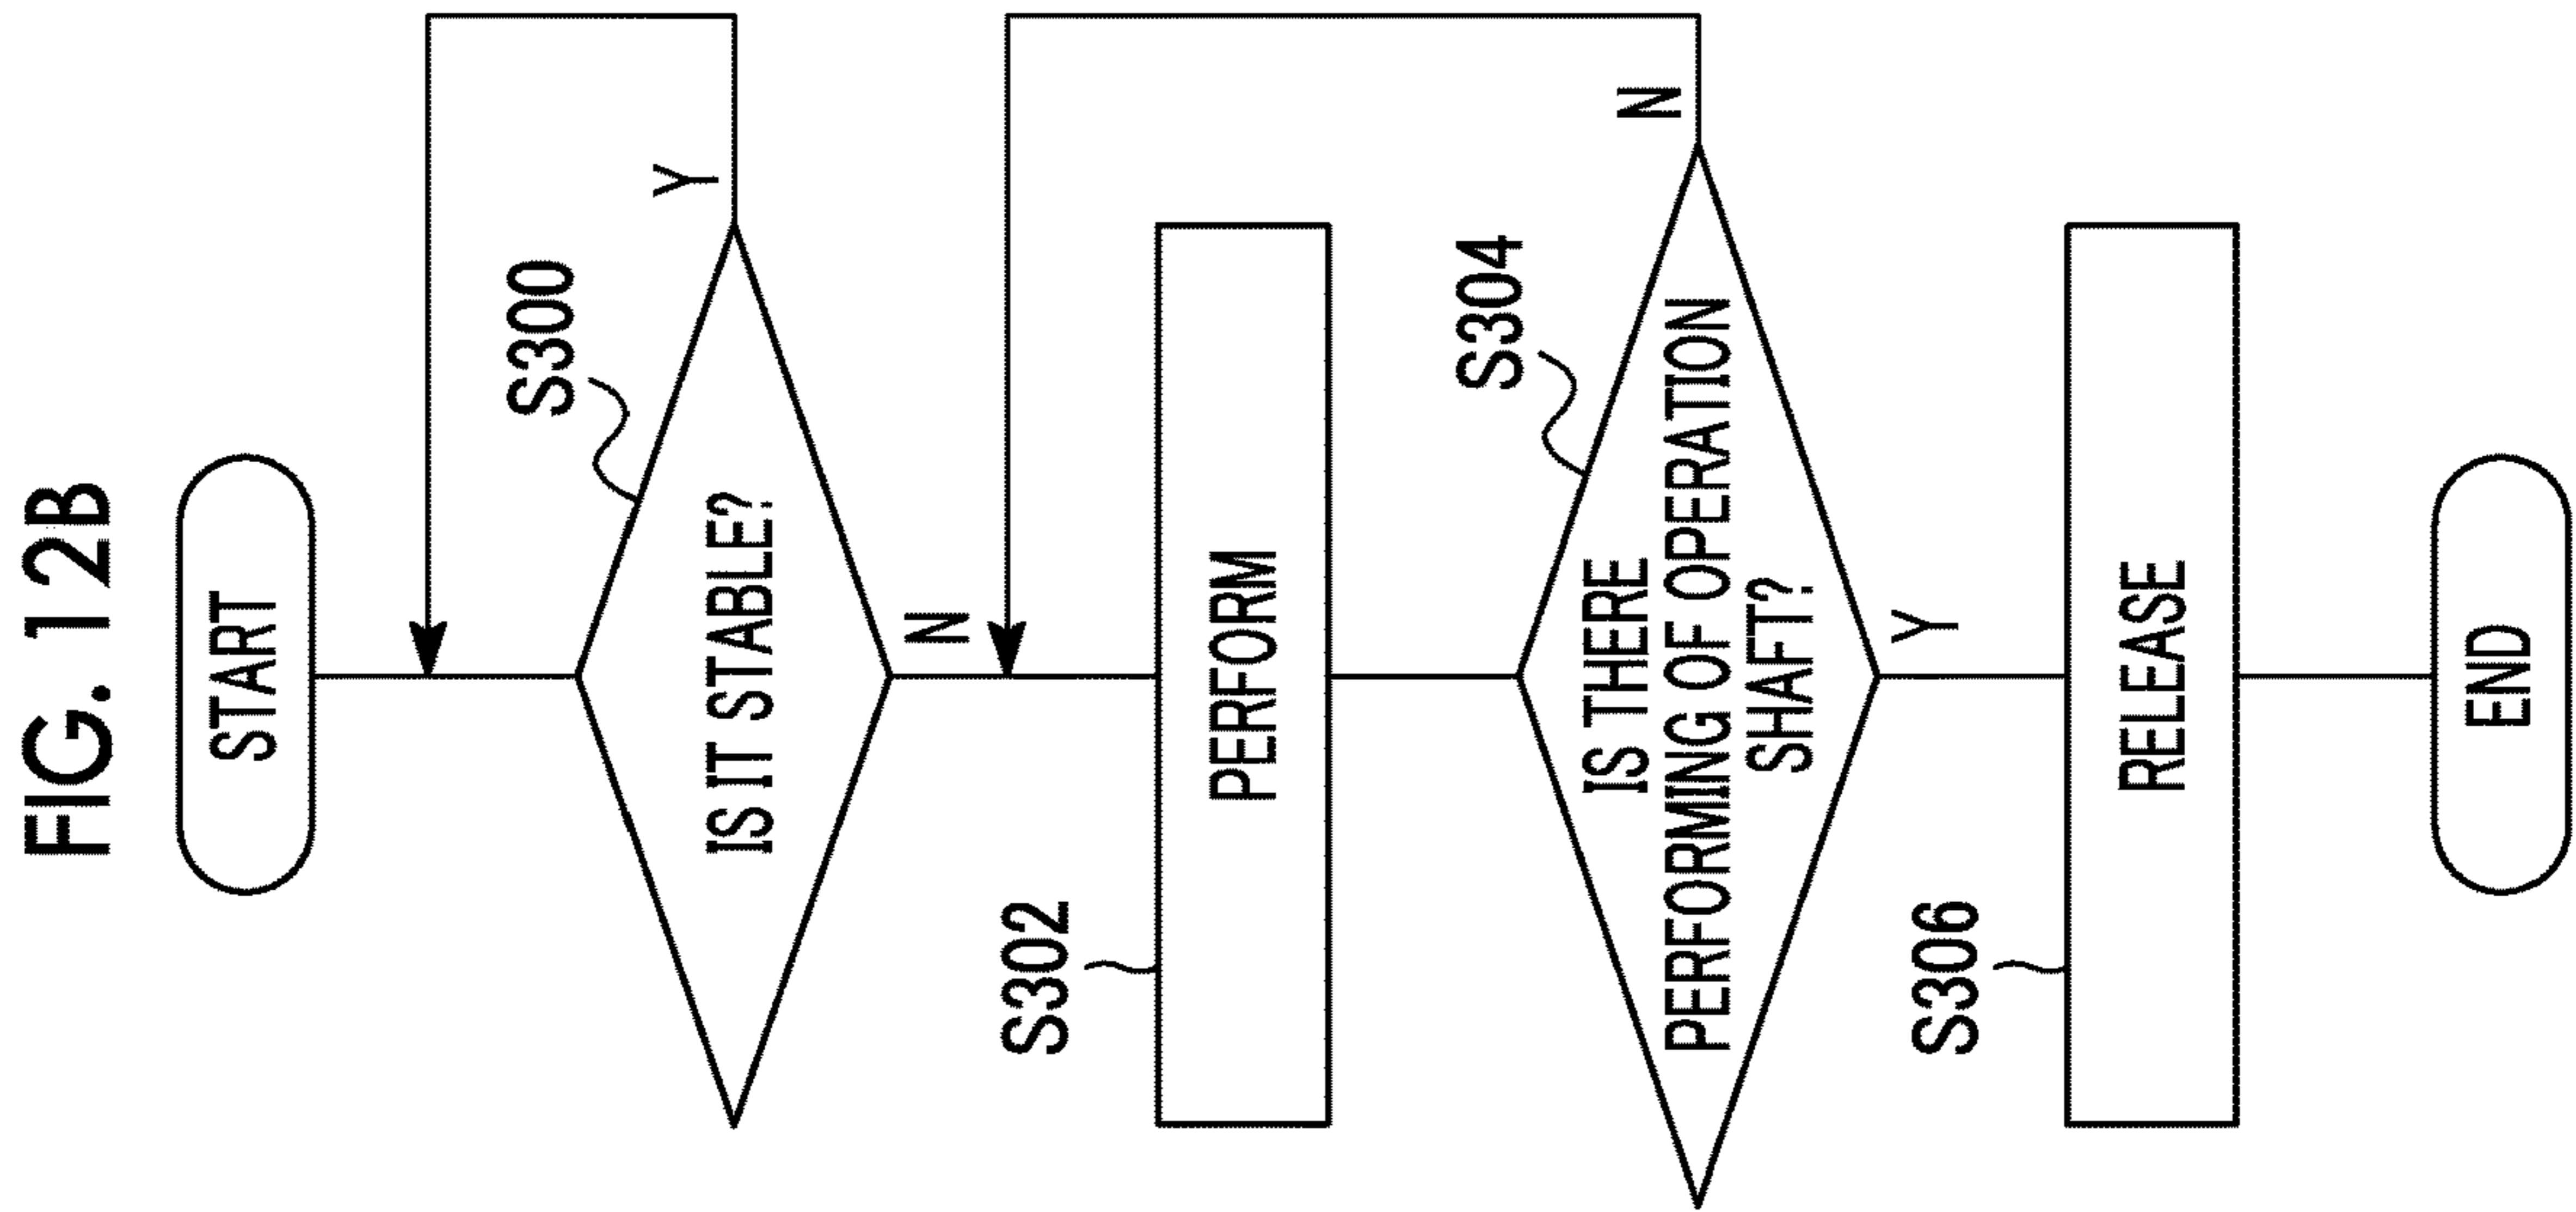 FIG. 12B
START
S300
IS IT STABLE?
Y
N
S302
PERFORM
S304
IS THERE
PERFORMING OF OPERATION
SHAFT?
N
Y
S306
RELEASE
END